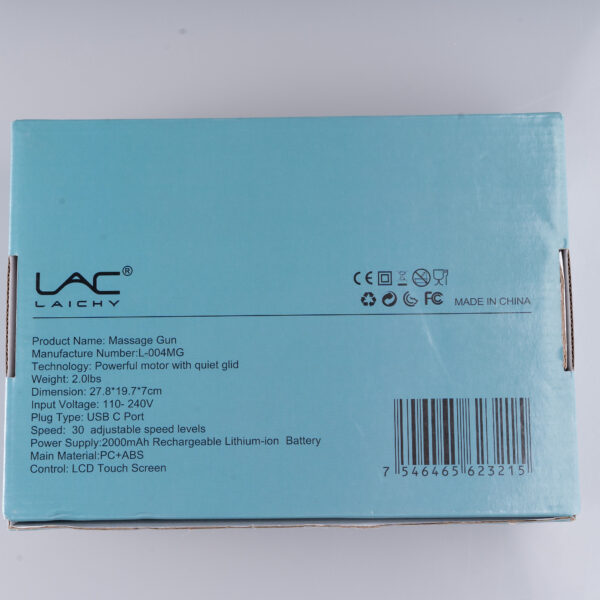 LAC®
LAICHY
CE FC
MADE IN CHINA
Product Name: Massage Gun
Manufacture Number:L-004MG
Technology: Powerful motor with quiet glid
Weight: 2.0lbs
Dimension: 27.8*19.7*7cm
Input Voltage: 110- 240V
Plug Type: USB C Port
Speed: 30 adjustable speed levels
Power Supply:2000mAh Rechargeable Lithium-ion Battery
Main Material:PC+ABS
Control: LCD Touch Screen
7 546465 623215